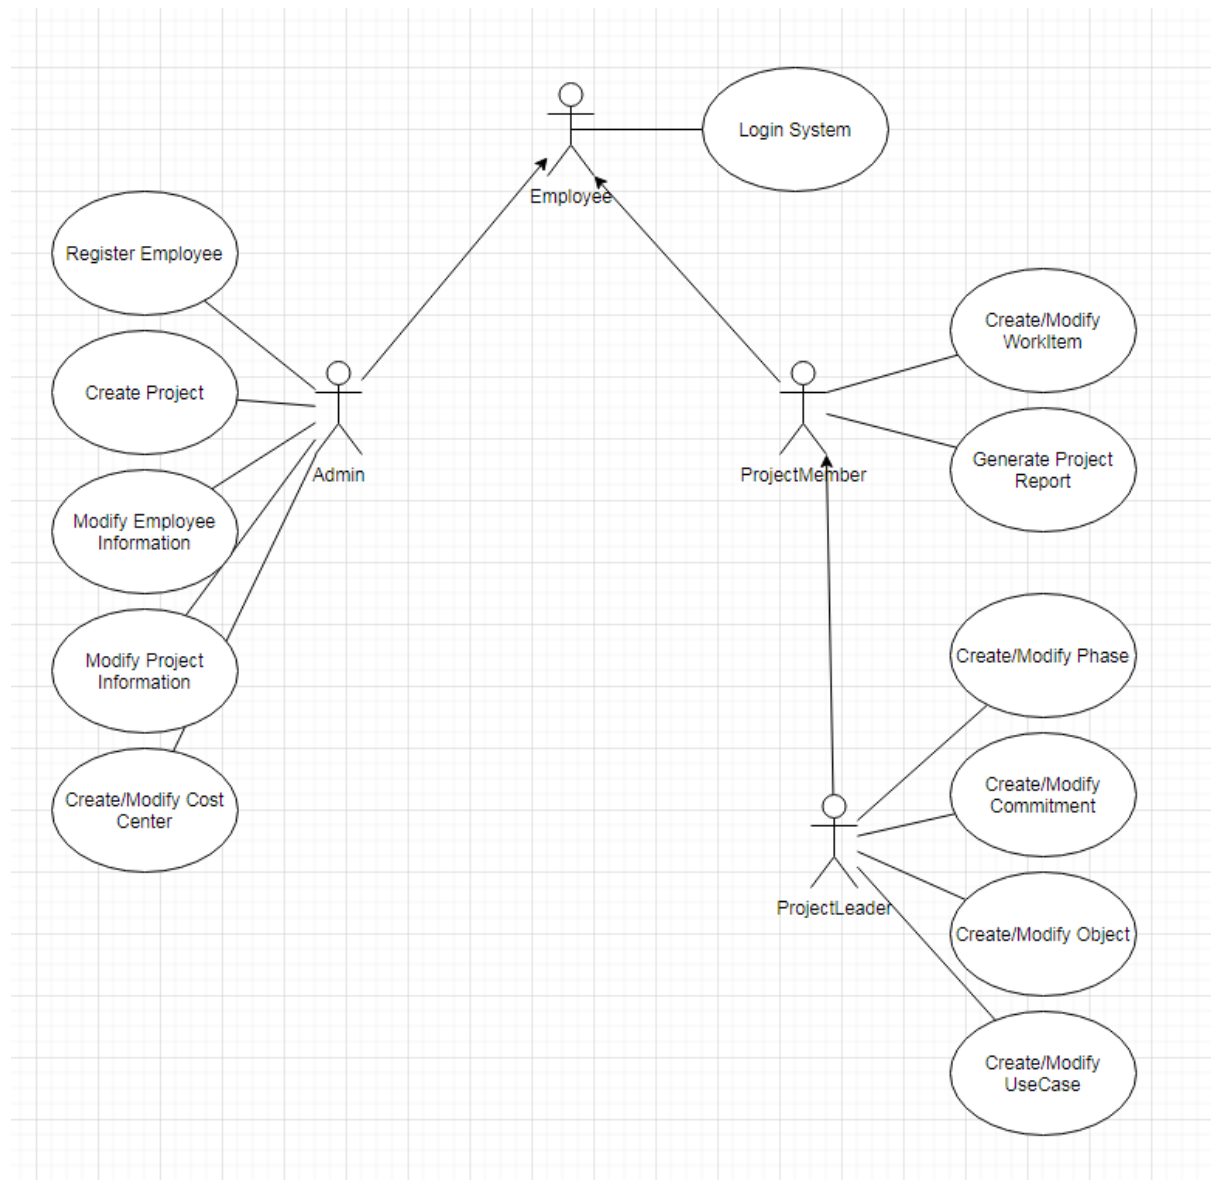 Login System
Employee
Register Employee
Create Project
Admin
Modify Employee
Information
Modify Project
Information
Create/Modify Cost
Center
Create/Modify
WorkItem
ProjectMember
Generate Project
Report
Create/Modify Phase
Create/Modify
Commitment
ProjectLeader
Create/Modify Object
Create/Modify
UseCase